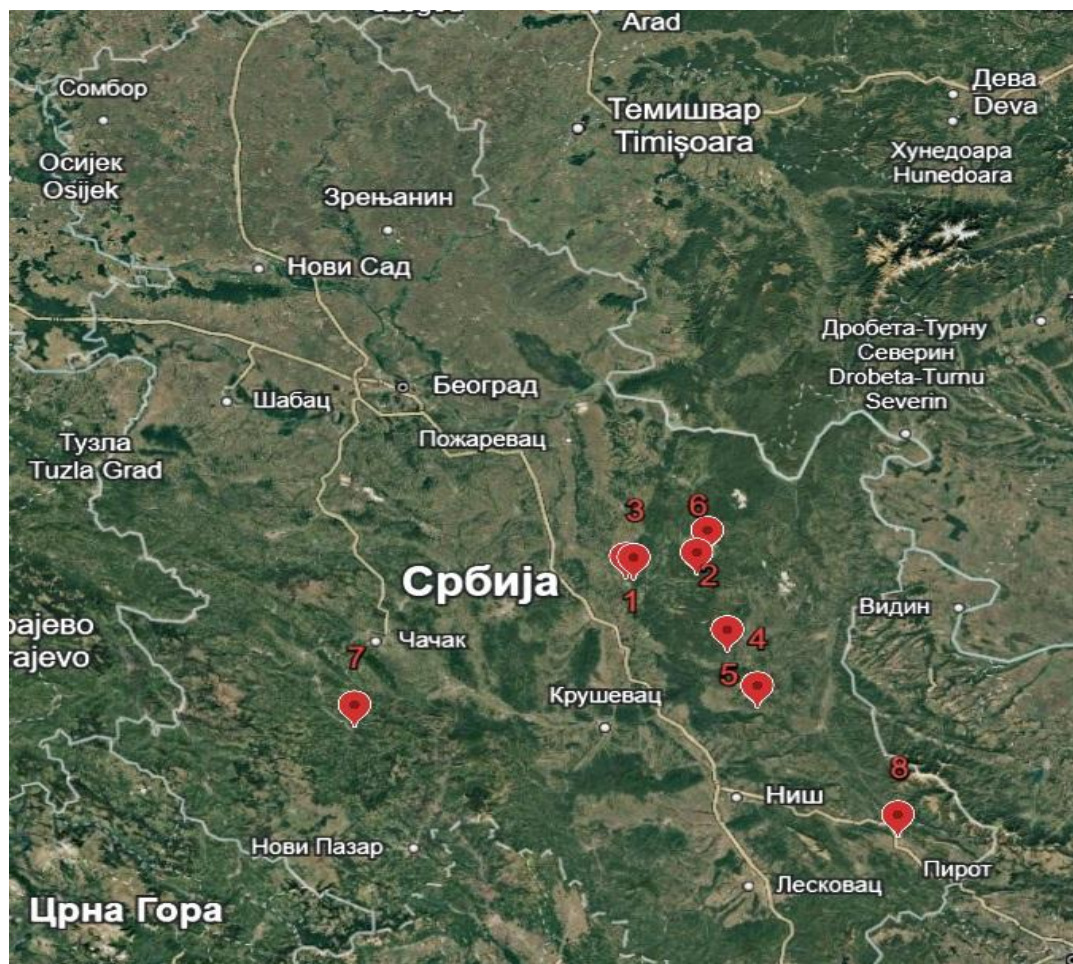 Arad
Сомбор
Дева
Deva
Темишвар
Timișoara
Осијек
Osijek
Хунедоара
Hunedoara
Зрењанин
Нови Сад
Дробета-Турну
Северин
Drobeta-Turnu
Severin
Београд
Шабац
Тузла
Tuzla Grad
Пожаревац
3
6
Србија
2
1
Видин
рајево
rajevo
Чачак
4
7
5
Крушевац
8
Ниш
Нови Пазар
Пирот
Лесковац
Црна Гора